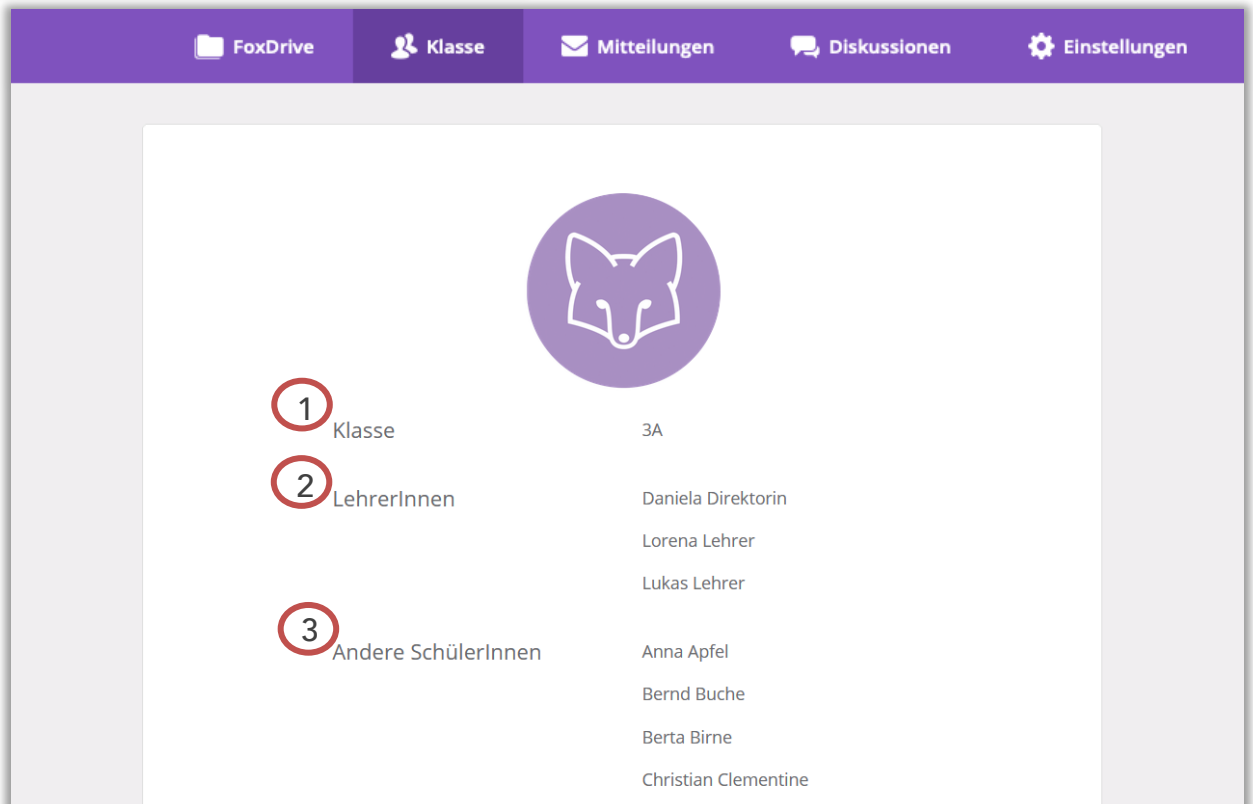 FoxDrive Klasse Mitteilungen Diskussionen Einstellungen
1
Klasse 3A
2
LehrerInnen Daniela Direktorin
Lorena Lehrer
Lukas Lehrer
3
Andere SchülerInnen Anna Apfel
Bernd Buche
Berta Birne
Christian Clementine